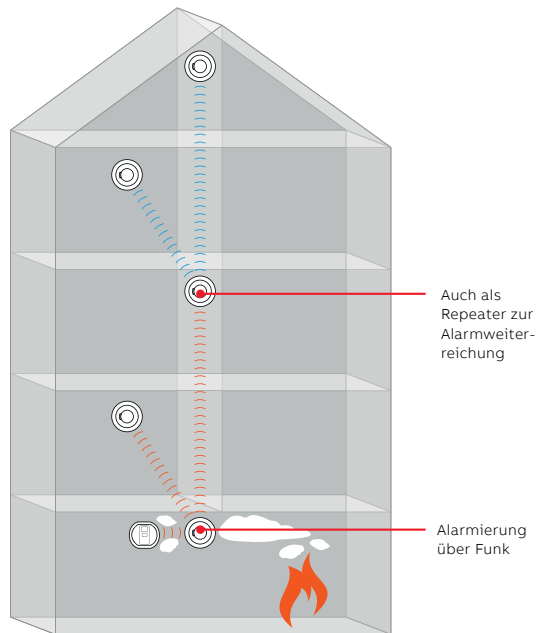 Auch als
Repeater zur
Alarmweiter-
reichung
Alarmierung
über Funk